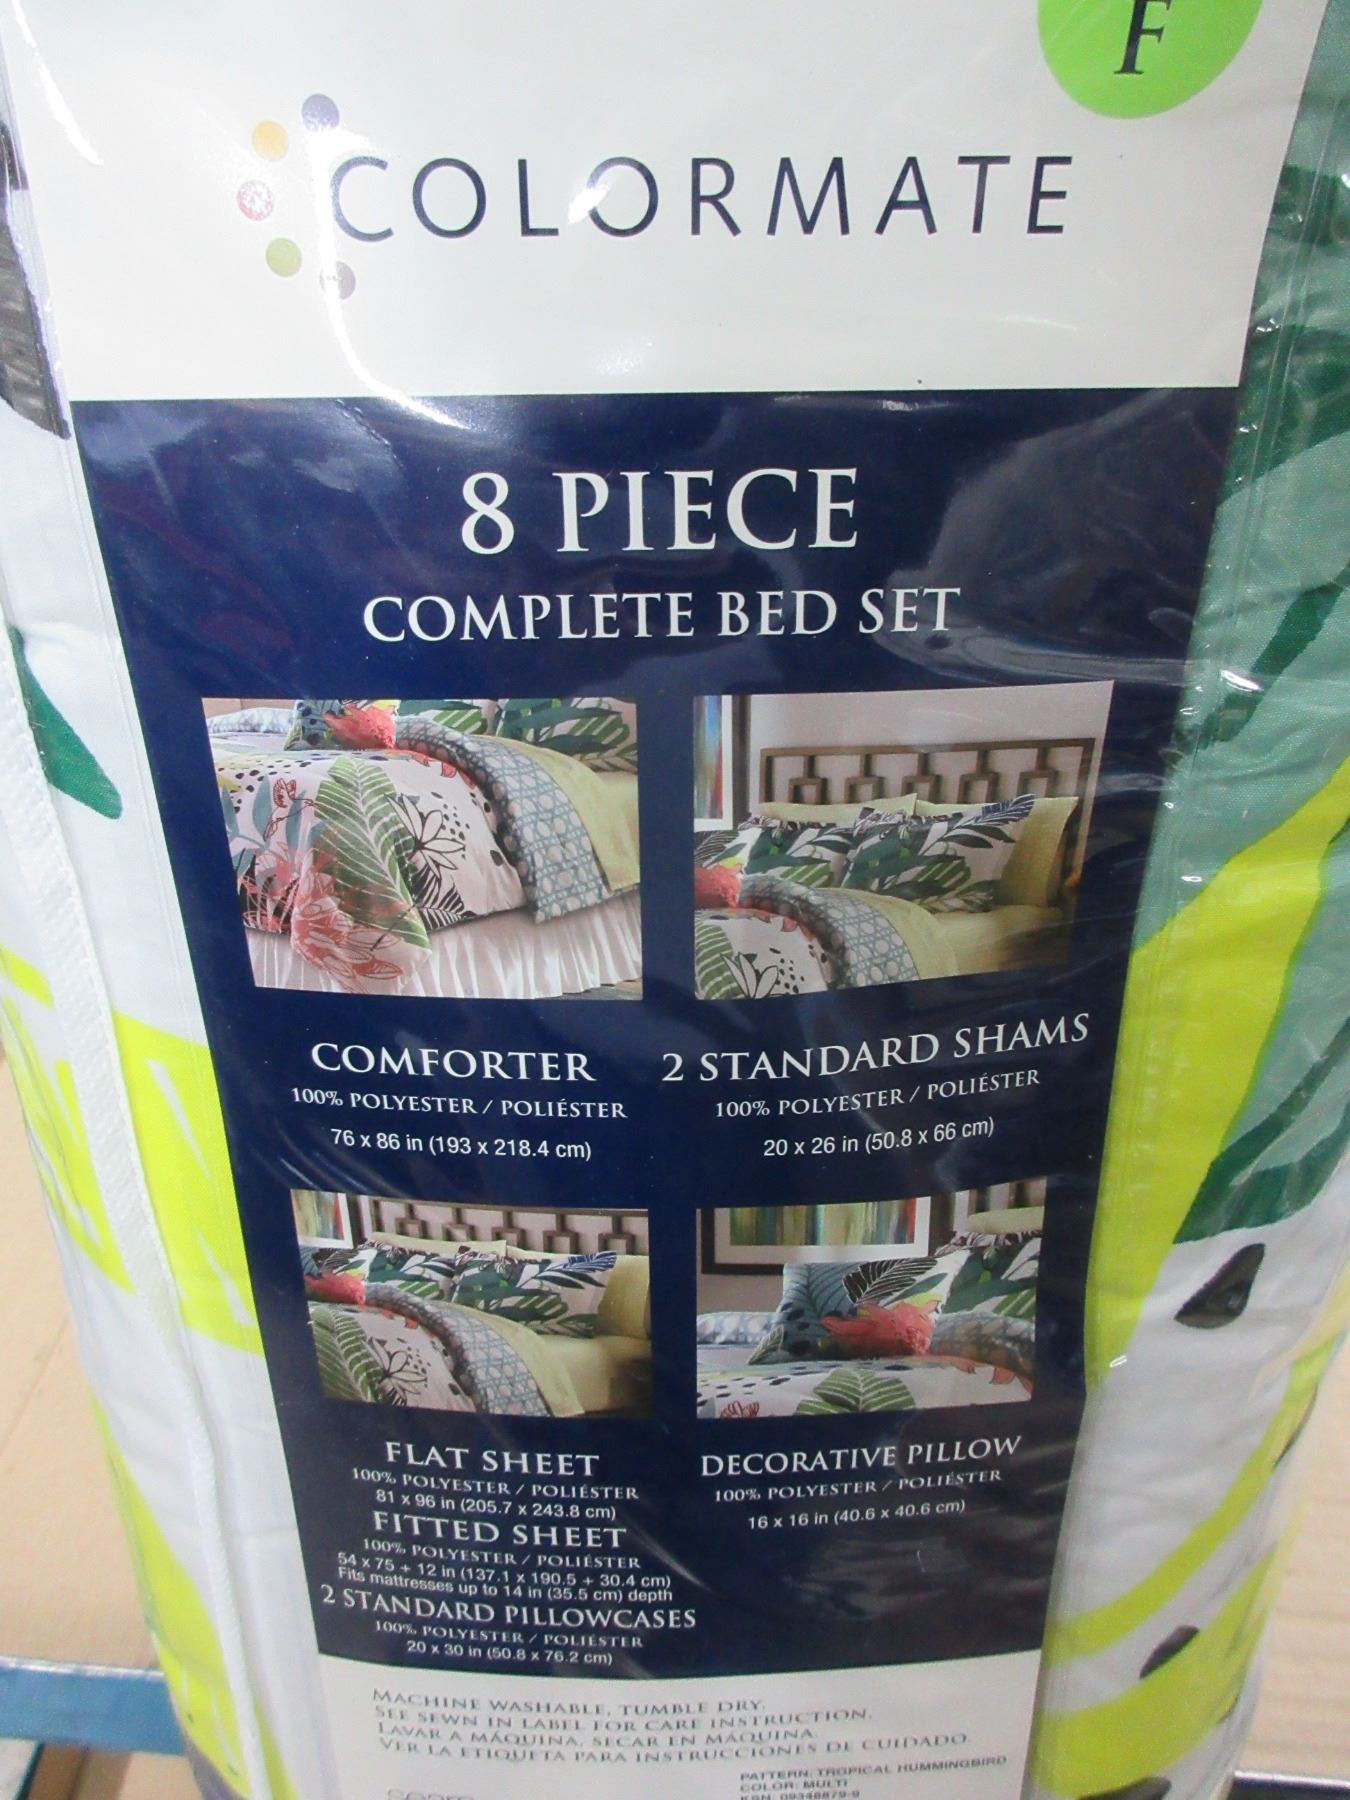 F
COLORMATE
8 PIECE
COMPLETE BED SET
COMFORTER
100% POLYESTER / POLIÉSTER
76 x 86 in (193 x 218.4 cm)
2 STANDARD SHAMS
100% POLYESTER / POLIÉSTER
20 x 26 in (50.8 x 66 cm)
FLAT SHEET
100% POLYESTER / POLIÉSTER
81 x 96 in (205.7 x 243.8 cm)
FITTED SHEET
100% POLYESTER / POLIÉSTER
54 x 75 + 12 in (137.1 x 190.5 + 30.4 cm)
Fits mattresses up to 14 in (35.5 cm) depth
2 STANDARD PILLOWCASES
100% POLYESTER / POLIÉSTER
20 x 30 in (50.8 x 76.2 cm)
DECORATIVE PILLOW
100% POLYESTER / POLIÉSTER
16 x 16 in (40.6 x 40.6 cm)
MACHINE WASHABLE, TUMBLE DRY.
SEE SEWN IN LABEL FOR CARE INSTRUCTION.
LAVAR A MÁQUINA, SECAR EN MÁQUINA.
VER LA ETIQUETA PARA INSTRUCCIONES DE CUIDADO.
PATTERN: TROPICAL HUMMINGBIRD
COLOR: MULTI
KSN: 09348879-9